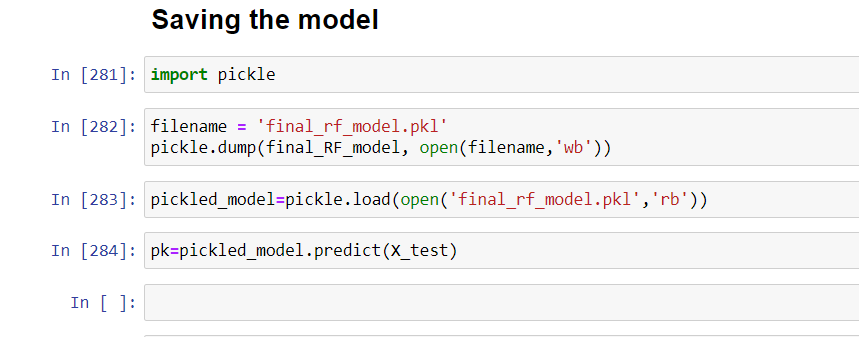 Saving the model
In [281]: import pickle
In [282]: filename = 'final_rf_model.pkl'
pickle.dump(final_RF_model, open(filename,'wb'))
In [283]: pickled_model=pickle.load(open('final_rf_model.pkl','rb'))
In [284]: pk=pickled_model.predict(X_test)
In [ ]: